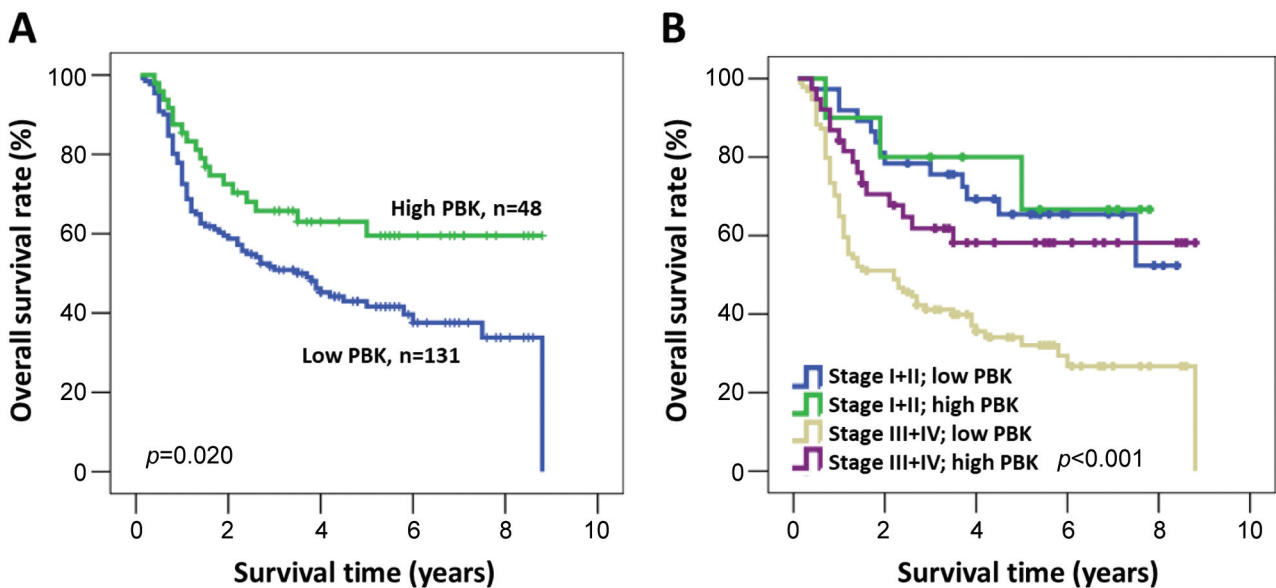 A
Overall survival rate (%)
100
80
60
40
20
0
High PBK, n=48
Low PBK, n=131
p=0.020
0 2 4 6 8 10
Survival time (years)
B
Overall survival rate (%)
100
80
60
40
20
0
Stage I+II; low PBK
Stage I+II; high PBK
Stage III+IV; low PBK
Stage III+IV; high PBK
p<0.001
0 2 4 6 8 10
Survival time (years)